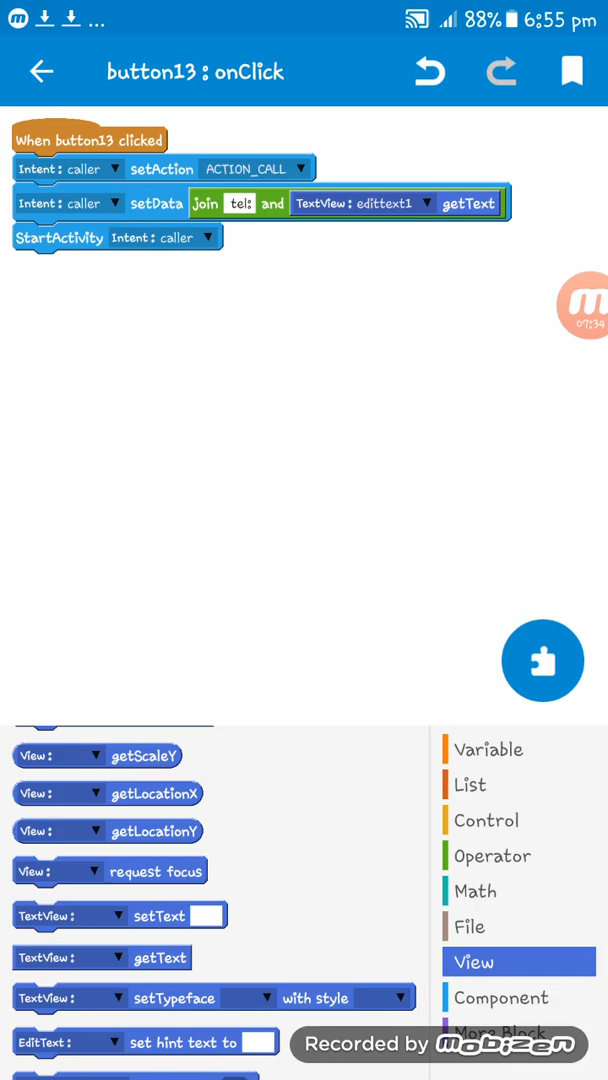 ... 88% 6:55 pm
button13 : onClick
When button13 clicked
Intent: caller setAction ACTION_CALL
Intent: caller setData join tel: and TextView: edittext1 getText
StartActivity Intent: caller
07:34
View: getScaleY
View: getLocationX
View: getLocationY
View: request focus
TextView: setText
TextView: getText
TextView: setTypeface with style
EditText: set hint text to
Variable
List
Control
Operator
Math
File
View
Component
More Block
Recorded by mobizen